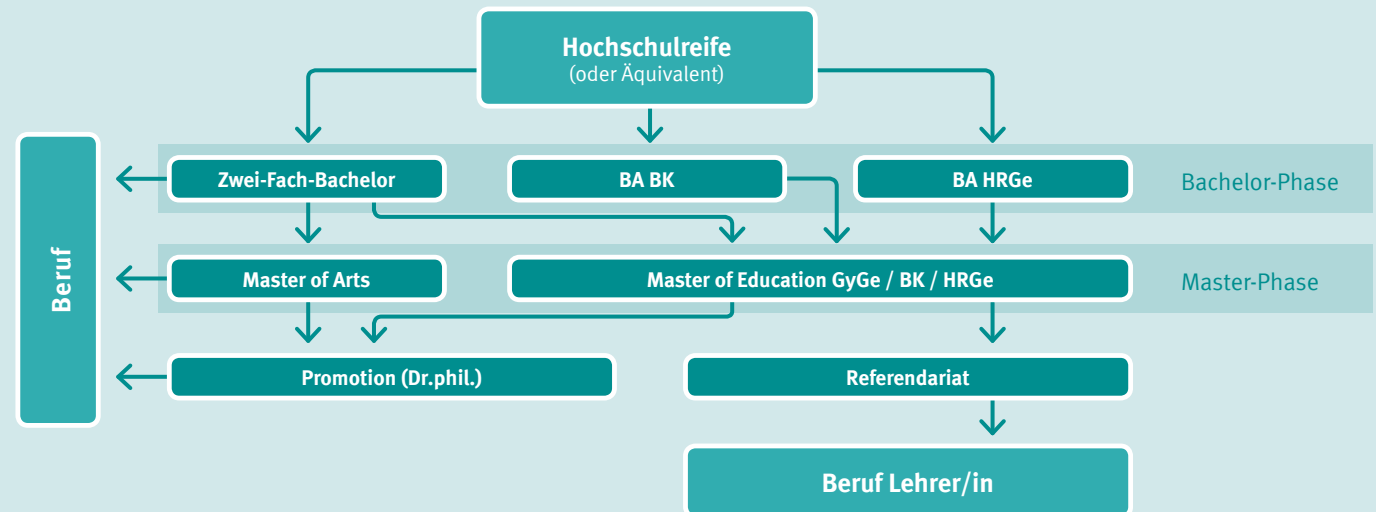 Hochschulreife
(oder Äquivalent)
Zwei-Fach-Bachelor
BA BK
BA HRGe
Bachelor-Phase
Beruf
Master of Arts
Master of Education GyGe / BK / HRGe
Master-Phase
Promotion (Dr.phil.)
Referendariat
Beruf Lehrer/in